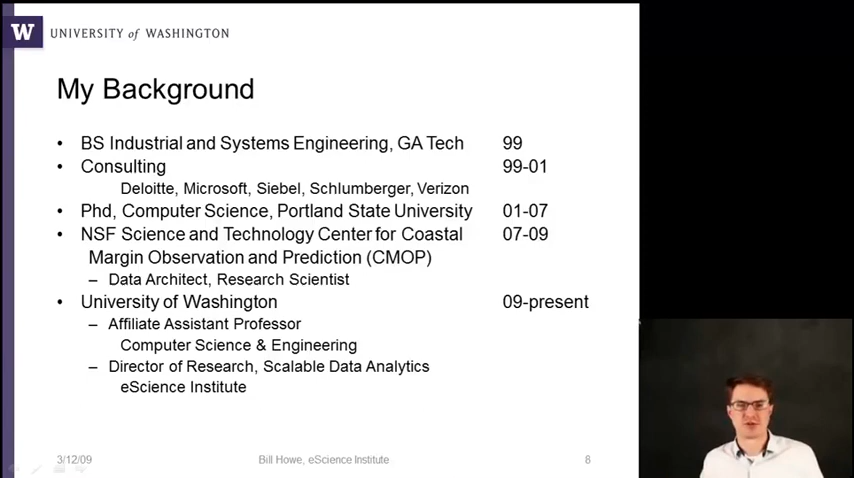 W UNIVERSITY of WASHINGTON
My Background
• BS Industrial and Systems Engineering, GA Tech 99
• Consulting 99-01
Deloitte, Microsoft, Siebel, Schlumberger, Verizon
• Phd, Computer Science, Portland State University 01-07
• NSF Science and Technology Center for Coastal 07-09
Margin Observation and Prediction (CMOP)
– Data Architect, Research Scientist
• University of Washington 09-present
– Affiliate Assistant Professor
Computer Science & Engineering
– Director of Research, Scalable Data Analytics
eScience Institute
3/12/09 Bill Howe, eScience Institute 8